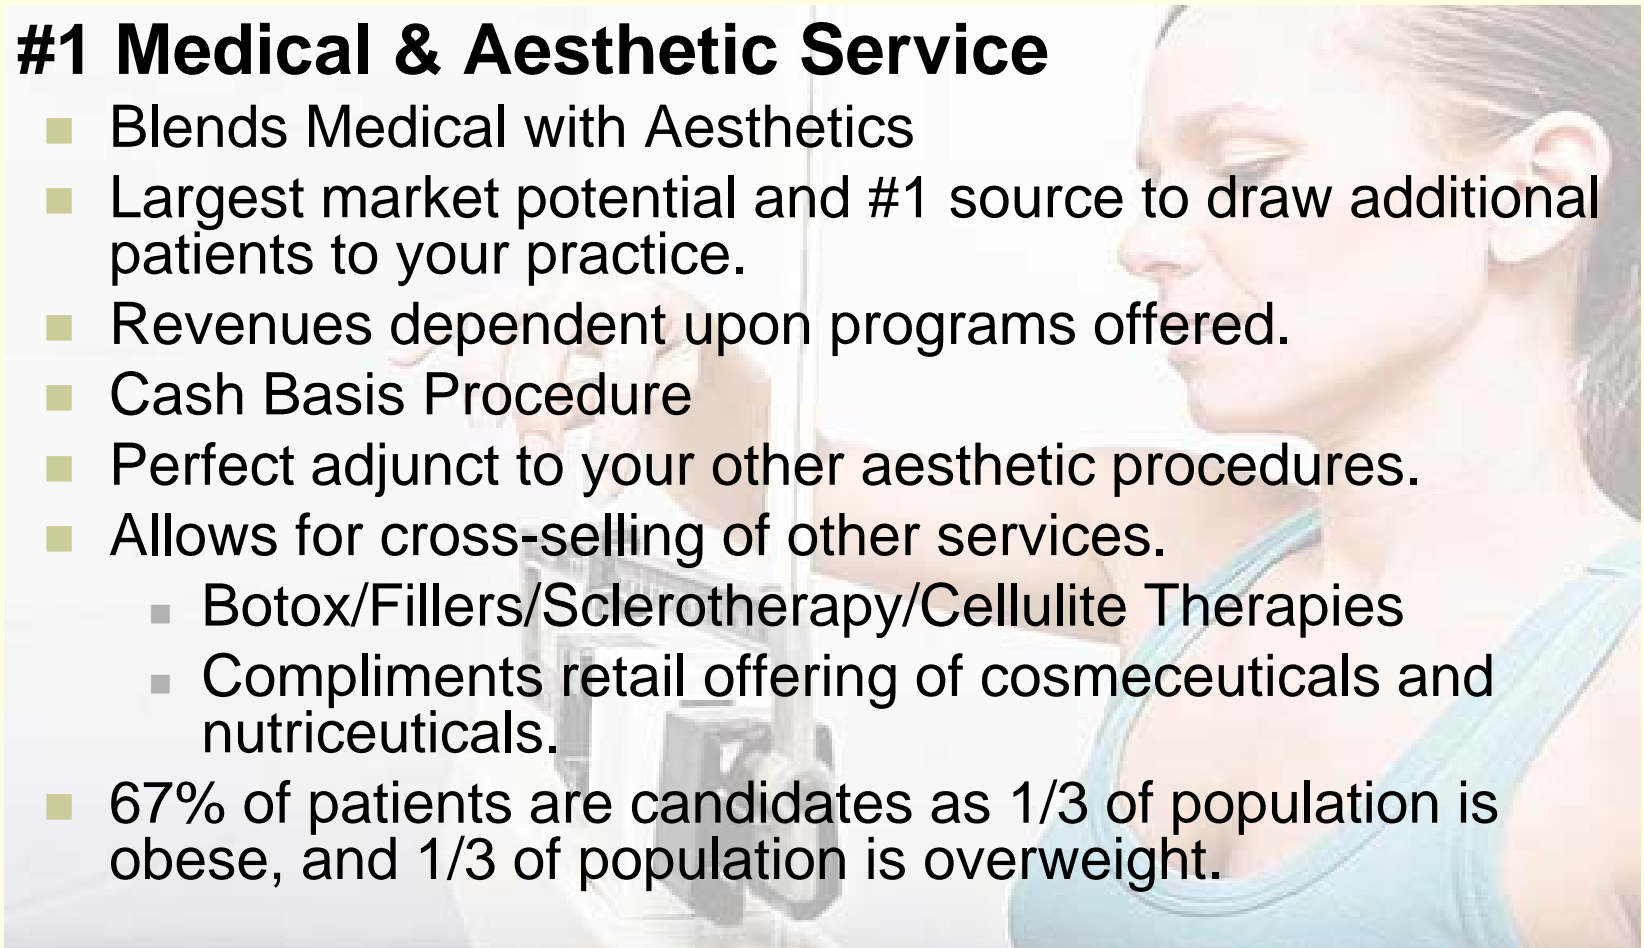 #1 Medical & Aesthetic Service
Blends Medical with Aesthetics
Largest market potential and #1 source to draw additional
patients to your practice.
Revenues dependent upon programs offered.
Cash Basis Procedure
Perfect adjunct to your other aesthetic procedures.
Allows for cross-selling of other services.
Botox/Fillers/Sclerotherapy/Cellulite Therapies
Compliments retail offering of cosmeceuticals and
nutriceuticals.
67% of patients are candidates as 1/3 of population is
obese, and 1/3 of population is overweight.